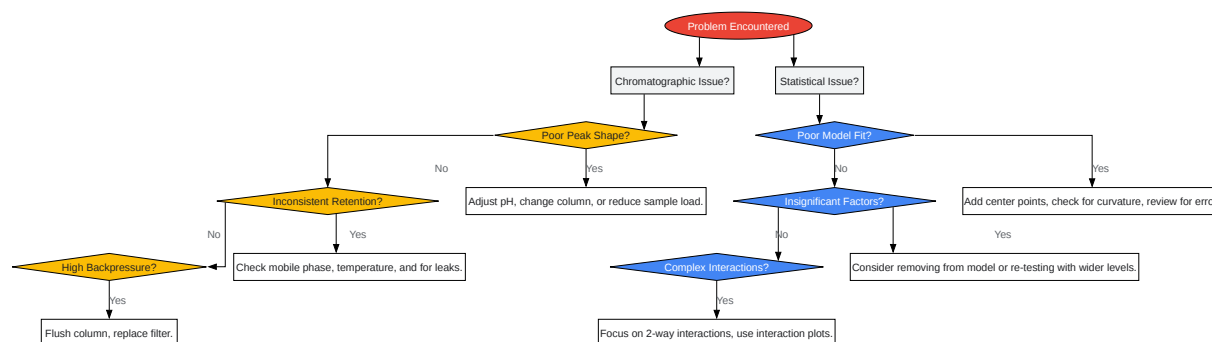 Problem Encountered
Chromatographic Issue?
Statistical Issue?
Poor Peak Shape?
Poor Model Fit?
No
Yes
No
Yes
Inconsistent Retention?
Adjust pH, change column, or reduce sample load.
Insignificant Factors?
Add center points, check for curvature, review for erro
No
Yes
No
Yes
High Backpressure?
Check mobile phase, temperature, and for leaks.
Complex Interactions?
Consider removing from model or re-testing with wider levels.
Yes
Yes
Flush column, replace filter.
Focus on 2-way interactions, use interaction plots.